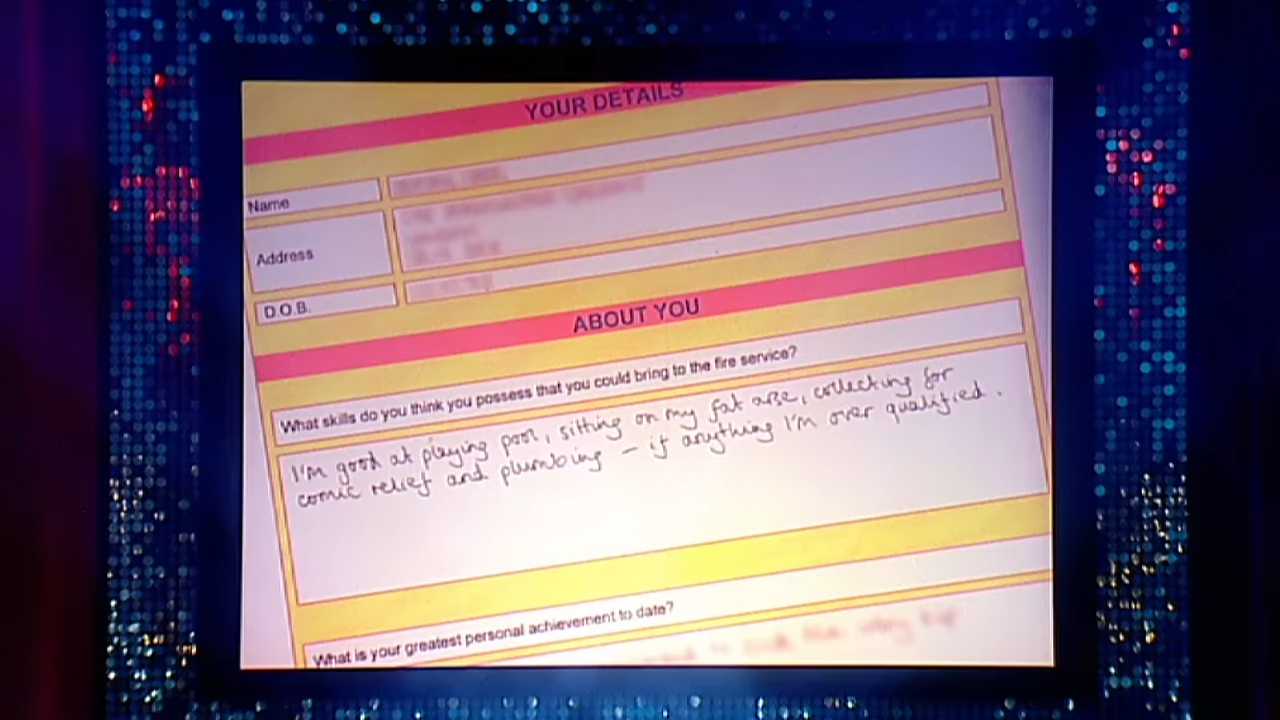 YOUR DETAILS
Name
Address
D.O.B.
ABOUT YOU
What skills do you think you possess that you could bring to the fire service?
I'm good at playing pool, sitting on my fat arse, collecting for
comic relief and plumbing - if anything I'm over qualified.
What is your greatest personal achievement to date?